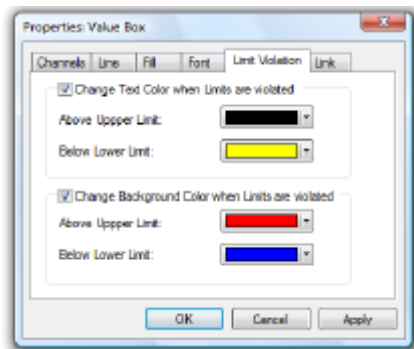 Properties: Value Box
Channels Line Fill Font Limit Violation Link
Change Text Color when Limits are violated
Above Uppper Limit:
Below Lower Limit:
Change Background Color when Limits are violated
Above Uppper Limit:
Below Lower Limit:
OK Cancel Apply